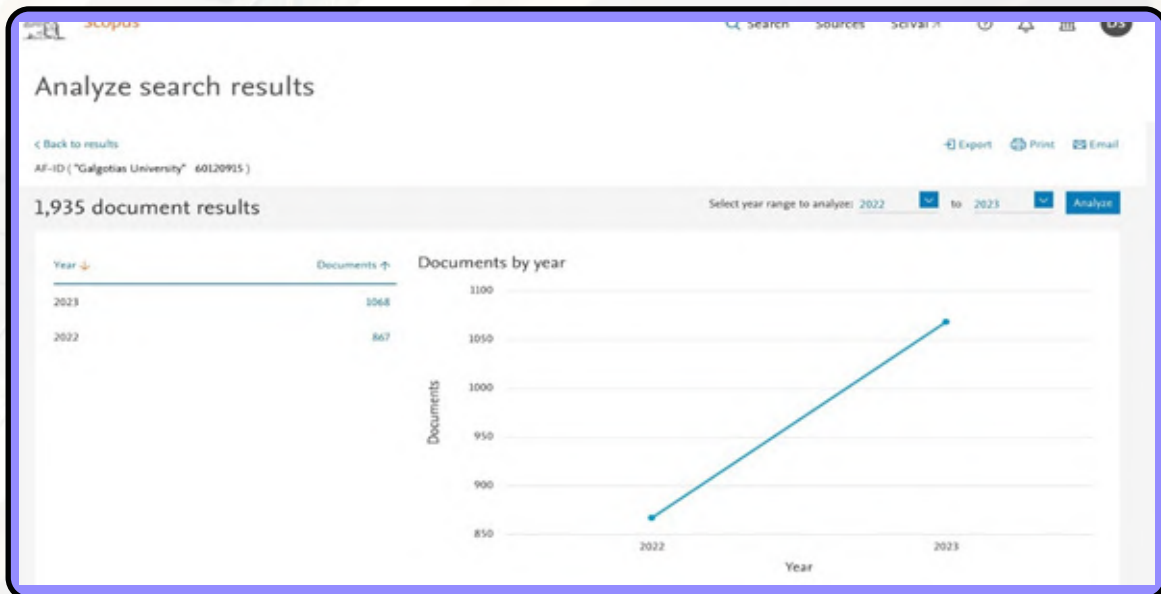 Scopus
Search Sources SciVal DS
Analyze search results
< Back to results
Export Print Email
AF-ID ( "Galgotias University" 60120915 )
1,935 document results
Select year range to analyze: 2022 to 2023 Analyze
Year Documents
2023 1068
2022 867
Documents by year
1100
1050
1000
950
900
850
Documents
2022 2023
Year